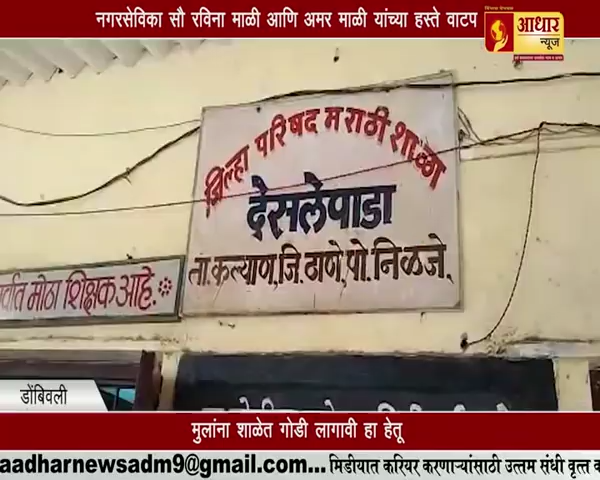 नगरसेविका सौ रविना माळी आणि अमर माळी यांच्या हस्ते वाटप
आधार
न्यूज
जिल्हा परिषद मराठी शाळा
देसलेपाडा
ता. कल्याण, जि. ठाणे, पो. निळजे.
र्वात मोठा शिक्षक आहे.
डोंबिवली
मुलांना शाळेत गोडी लागावी हा हेतू
aadharnewsadm9@gmail.com... मिडीयात करियर करणाऱ्यांसाठी उत्तम संधी वृत्त